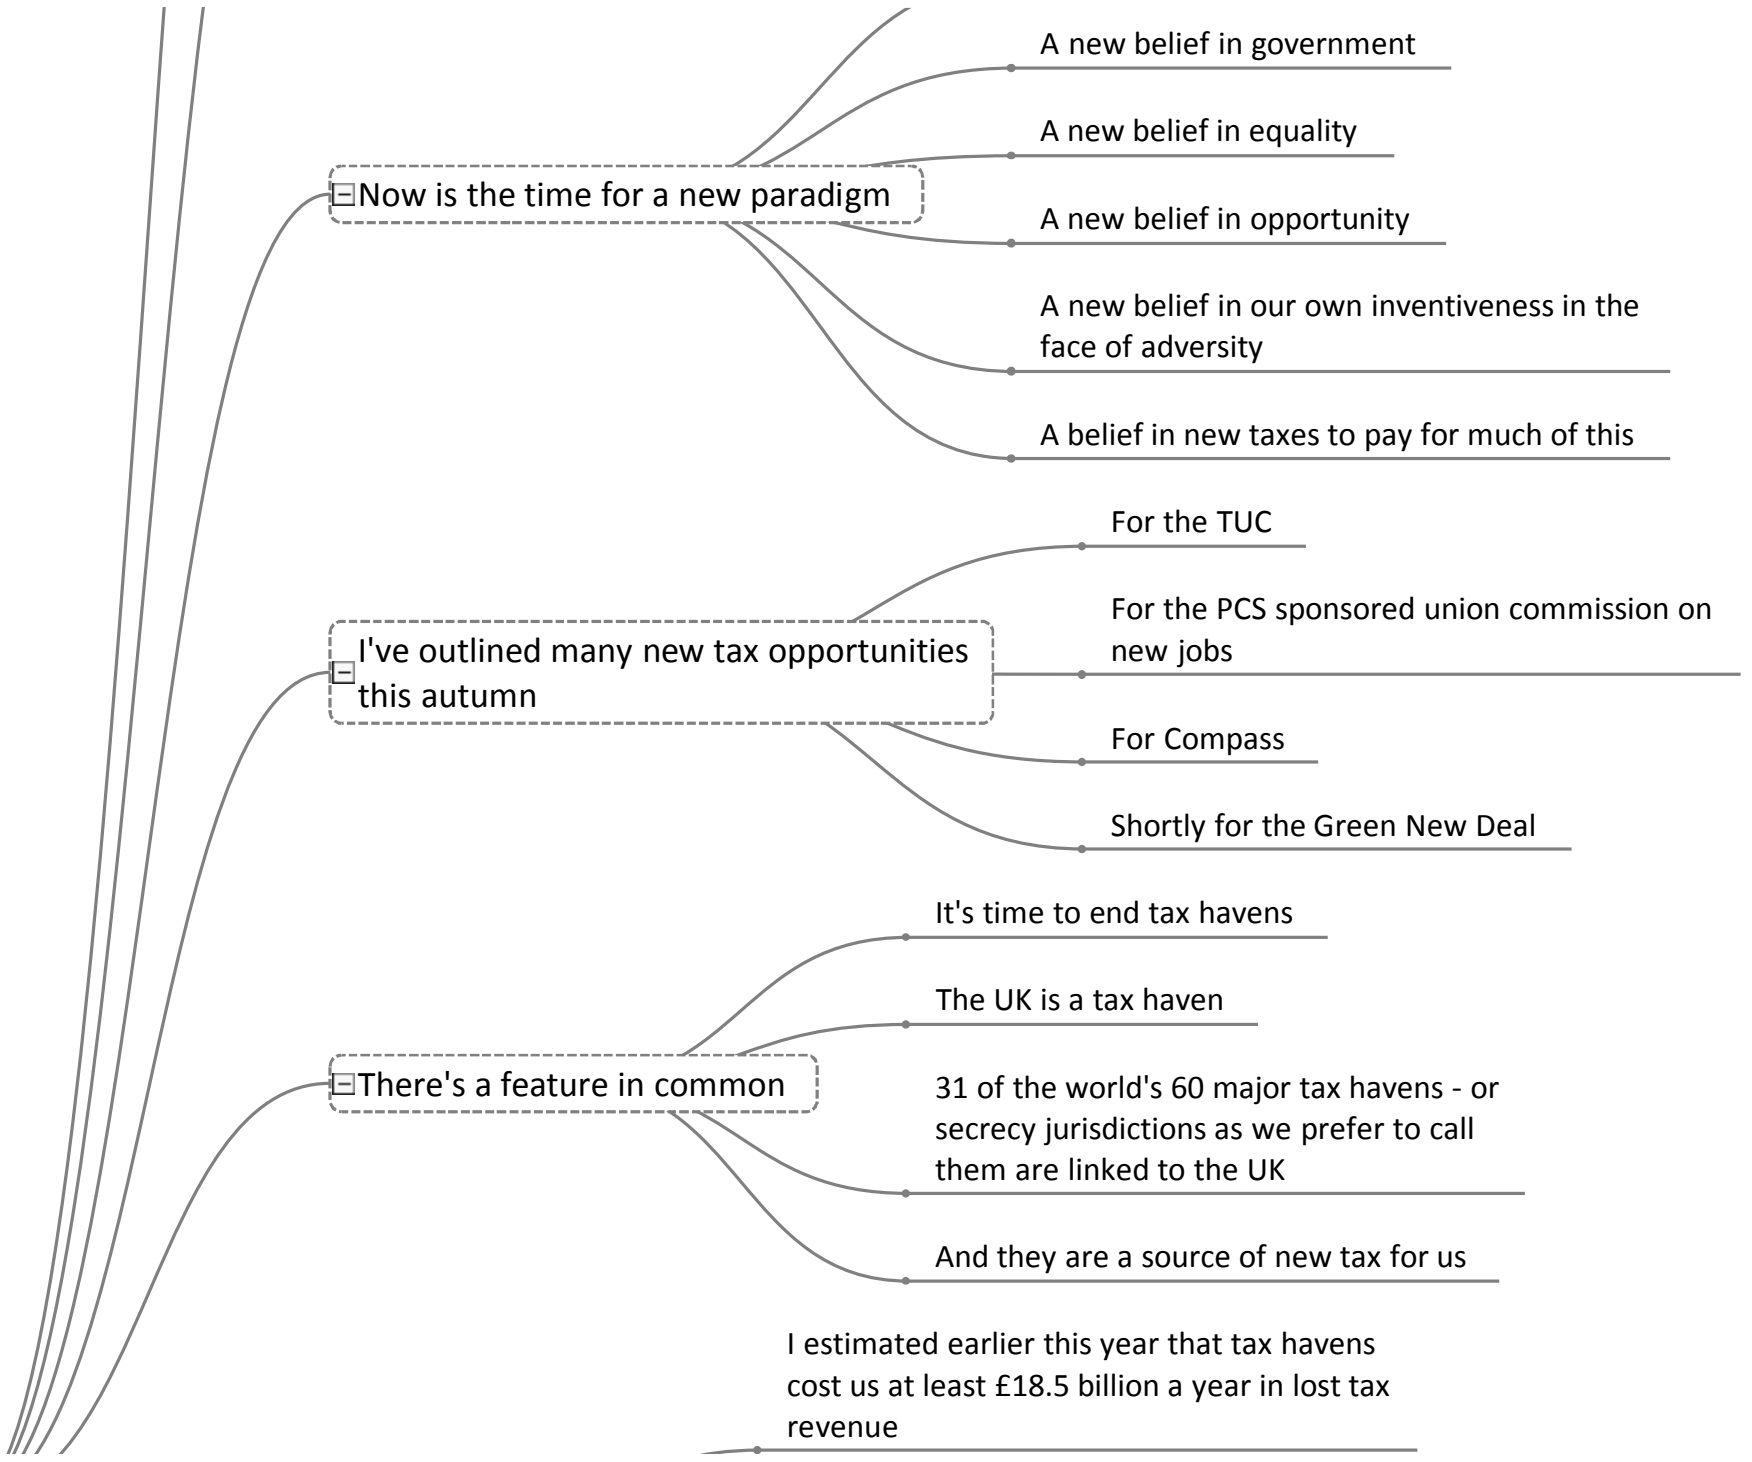 A new belief in government
A new belief in equality
Now is the time for a new paradigm
A new belief in opportunity
A new belief in our own inventiveness in the
face of adversity
A belief in new taxes to pay for much of this
For the TUC
For the PCS sponsored union commission on
new jobs
I've outlined many new tax opportunities
this autumn
For Compass
Shortly for the Green New Deal
It's time to end tax havens
The UK is a tax haven
There's a feature in common
31 of the world's 60 major tax havens - or
secrecy jurisdictions as we prefer to call
them are linked to the UK
And they are a source of new tax for us
I estimated earlier this year that tax havens
cost us at least £18.5 billion a year in lost tax
revenue